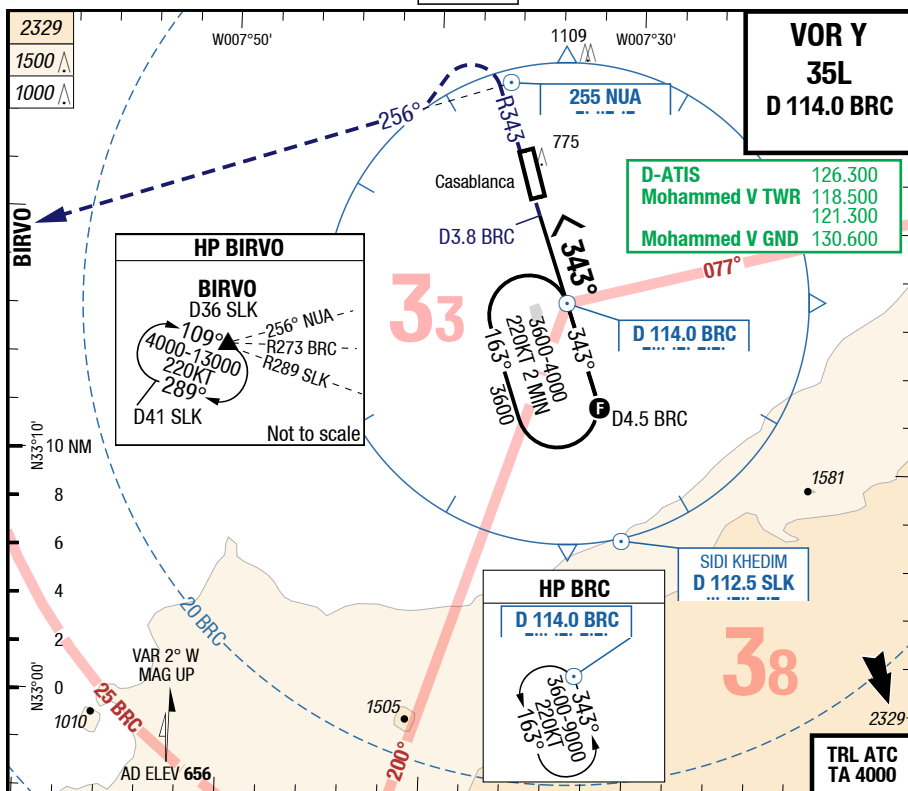 2329
1500
1000
W007°50'
1109
W007°30'
VOR Y
35L
D 114.0 BRC
255 NUA
256°
R343
775
Casablanca
D-ATIS 126.300
Mohammed V TWR 118.500
121.300
Mohammed V GND 130.600
BIRVO
D3.8 BRC
343°
077°
HP BIRVO
BIRVO
D36 SLK
109°
4000-13000
220KT
289°
D41 SLK
256° NUA
R273 BRC
R289 SLK
Not to scale
33
D 114.0 BRC
343°
3600-4000
220KT 2 MIN
163°
3600
F
D4.5 BRC
N33°10'
10 NM
8
6
4
2
0
N33°00'
1581
SIDI KHEDIM
D 112.5 SLK
20 BRC
HP BRC
D 114.0 BRC
343°
3600-9000
220KT
163°
38
VAR 2° W
MAG UP
25 BRC
1010
1505
200°
AD ELEV 656
2329
TRL ATC
TA 4000